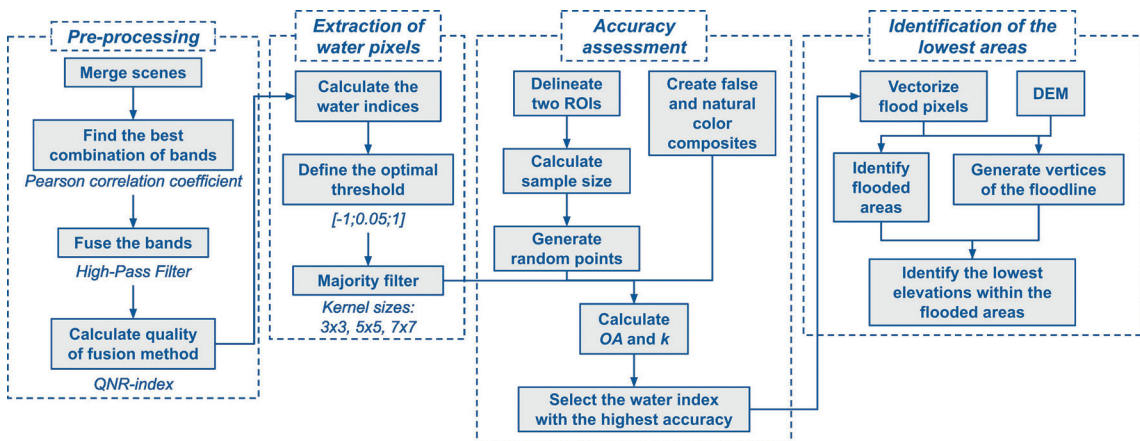 Pre-processing
Merge scenes
Find the best
combination of bands
Pearson correlation coefficient
Fuse the bands
High-Pass Filter
Calculate quality
of fusion method
QNR-index
Extraction of
water pixels
Calculate the
water indices
Define the optimal
threshold
[-1;0.05;1]
Majority filter
Kernel sizes:
3x3, 5x5, 7x7
Accuracy
assessment
Delineate
two ROIs
Calculate
sample size
Generate
random points
Create false
and natural
color
composites
Calculate
OA and k
Select the water index
with the highest accuracy
Identification of the
lowest areas
Vectorize
flood pixels
DEM
Identify
flooded
areas
Generate vertices
of the floodline
Identify the lowest
elevations within the
flooded areas